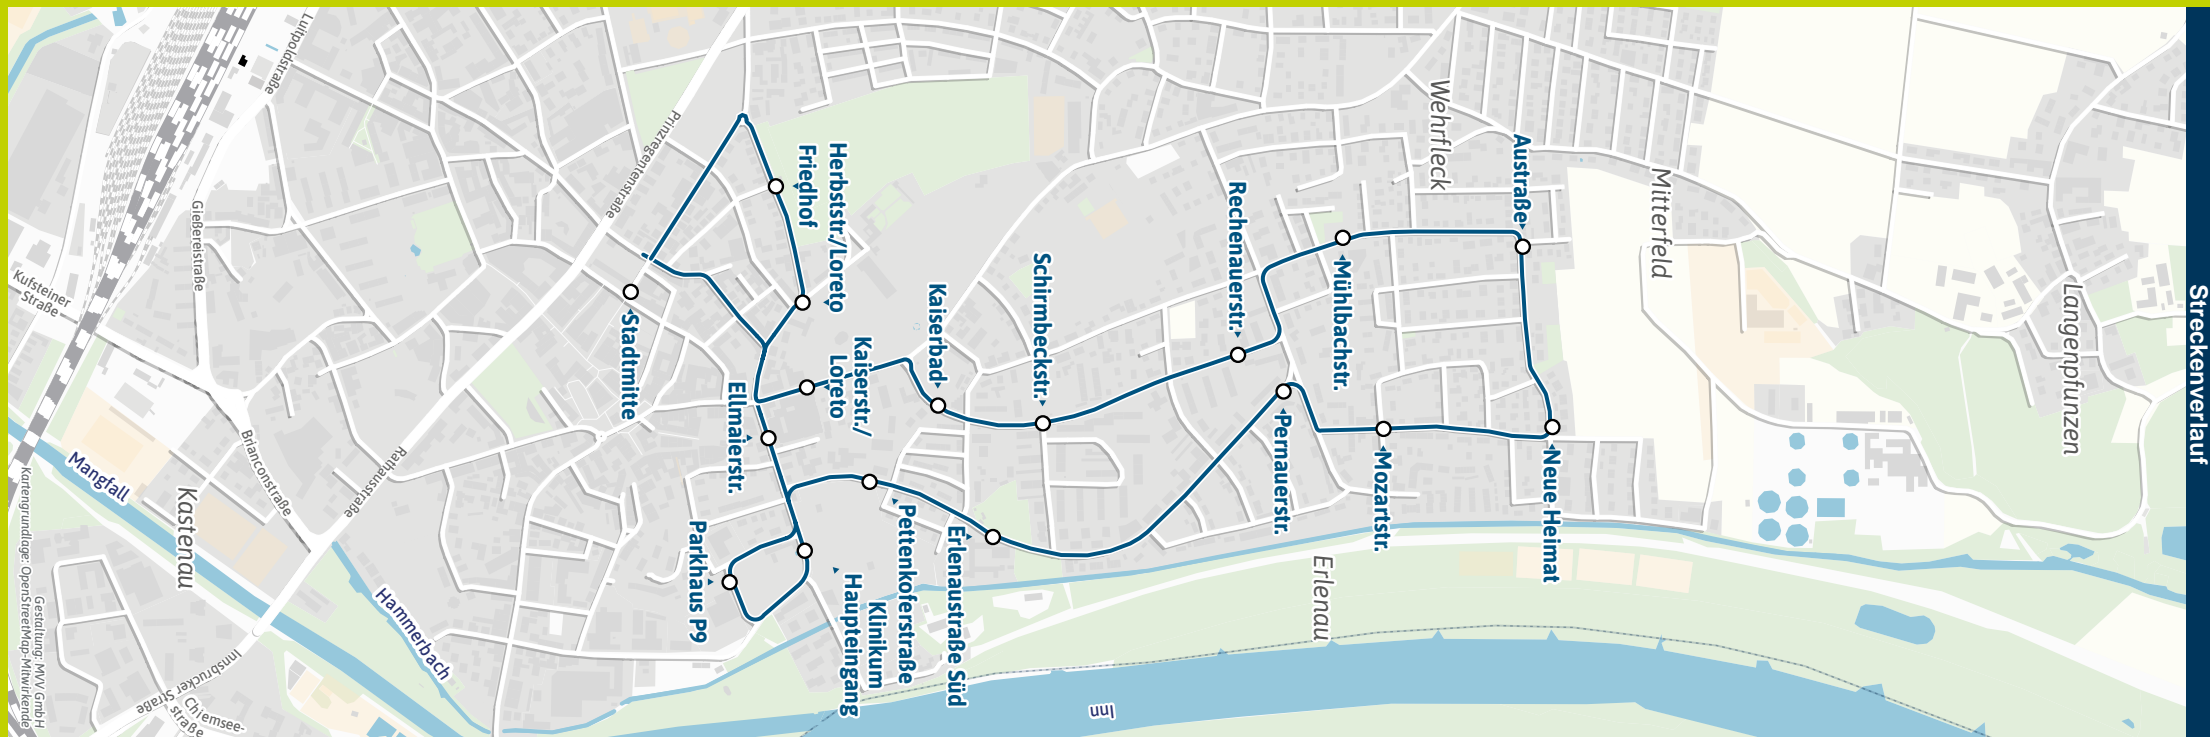 Streckenverlauf
Luitpoldstraße
Prinzregentenstraße
Gießereistraße
Kufsteiner
Straße
Brianconstraße
Rathausstraße
Innsbrucker Straße
Chiemsee-
straße
Mangfall
Hammerbach
Inn
Kastenau
Wehrfleck
Mitterfeld
Langenpfunzen
Erlenau
Herbststr./Loreto
Friedhof
Stadtmitte
Kaiserstr./
Loreto
Ellmaierstr.
Parkhaus P9
Klinikum
Haupteingang
Pettenkoferstraße
Erlenaustraße Süd
Kaiserbad
Schirmbeckstr.
Rechenauerstr.
Mühlbachstr.
Austraße
Neue Heimat
Mozartstr.
Pernauerstr.
Gestaltung: MVV GmbH
Kartengrundlage: OpenStreetMap-Mitwirkende